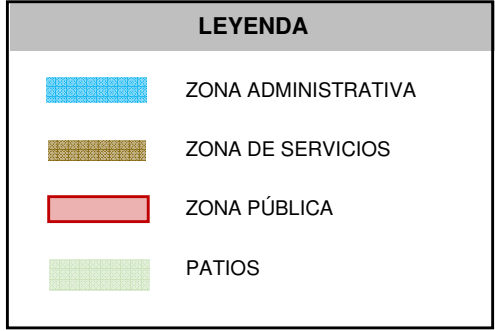 LEYENDA
ZONA ADMINISTRATIVA
ZONA DE SERVICIOS
ZONA PÚBLICA
PATIOS